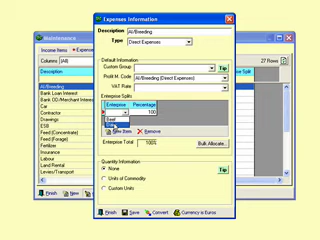 Expenses Information
Description AI/Breeding
Type Direct Expenses
Default Information
Custom Group Tip
Profit M. Code AI/Breeding (Direct Expenses)
VAT Rate
Enterprise Splits
Enterprise Percentage
100
Beef
New Item Remove
Enterprise Total 100% Bulk Allocate...
Quantity Information
None Tip
Units of Commodity
Custom Units
Finish Save Convert Currency is Euros
Maintenance
Income Items Expense
Columns (All) 27 Rows
Description
AI/Breeding
Bank Loan Interest
Bank OD/Merchant Interest
Car
Contractor
Drawings
ESB
Feed (Concentrate)
Feed (Forage)
Fertilizer
Insurance
Labour
Land Rental
Levies/Transport
Finish New